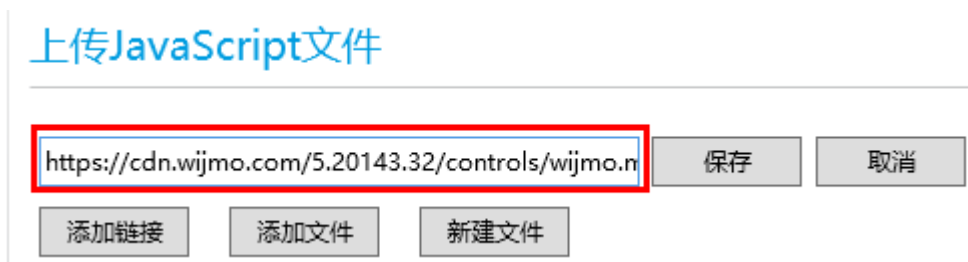 上传JavaScript文件
https://cdn.wijmo.com/5.20143.32/controls/wijmo.m 保存 取消
添加链接 添加文件 新建文件